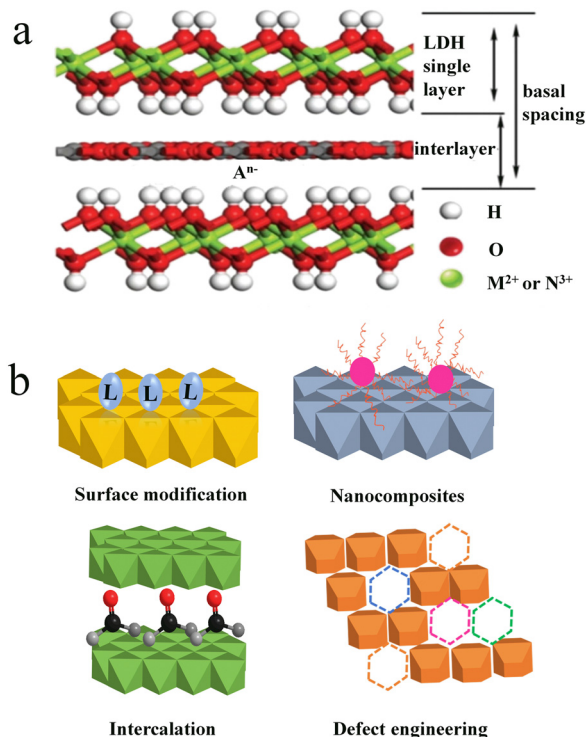 a
LDH
single
layer
basal
spacing
interlayer
Aⁿ⁻
H
O
M²⁺ or N³⁺
b
L L L
Surface modification
Nanocomposites
Intercalation
Defect engineering